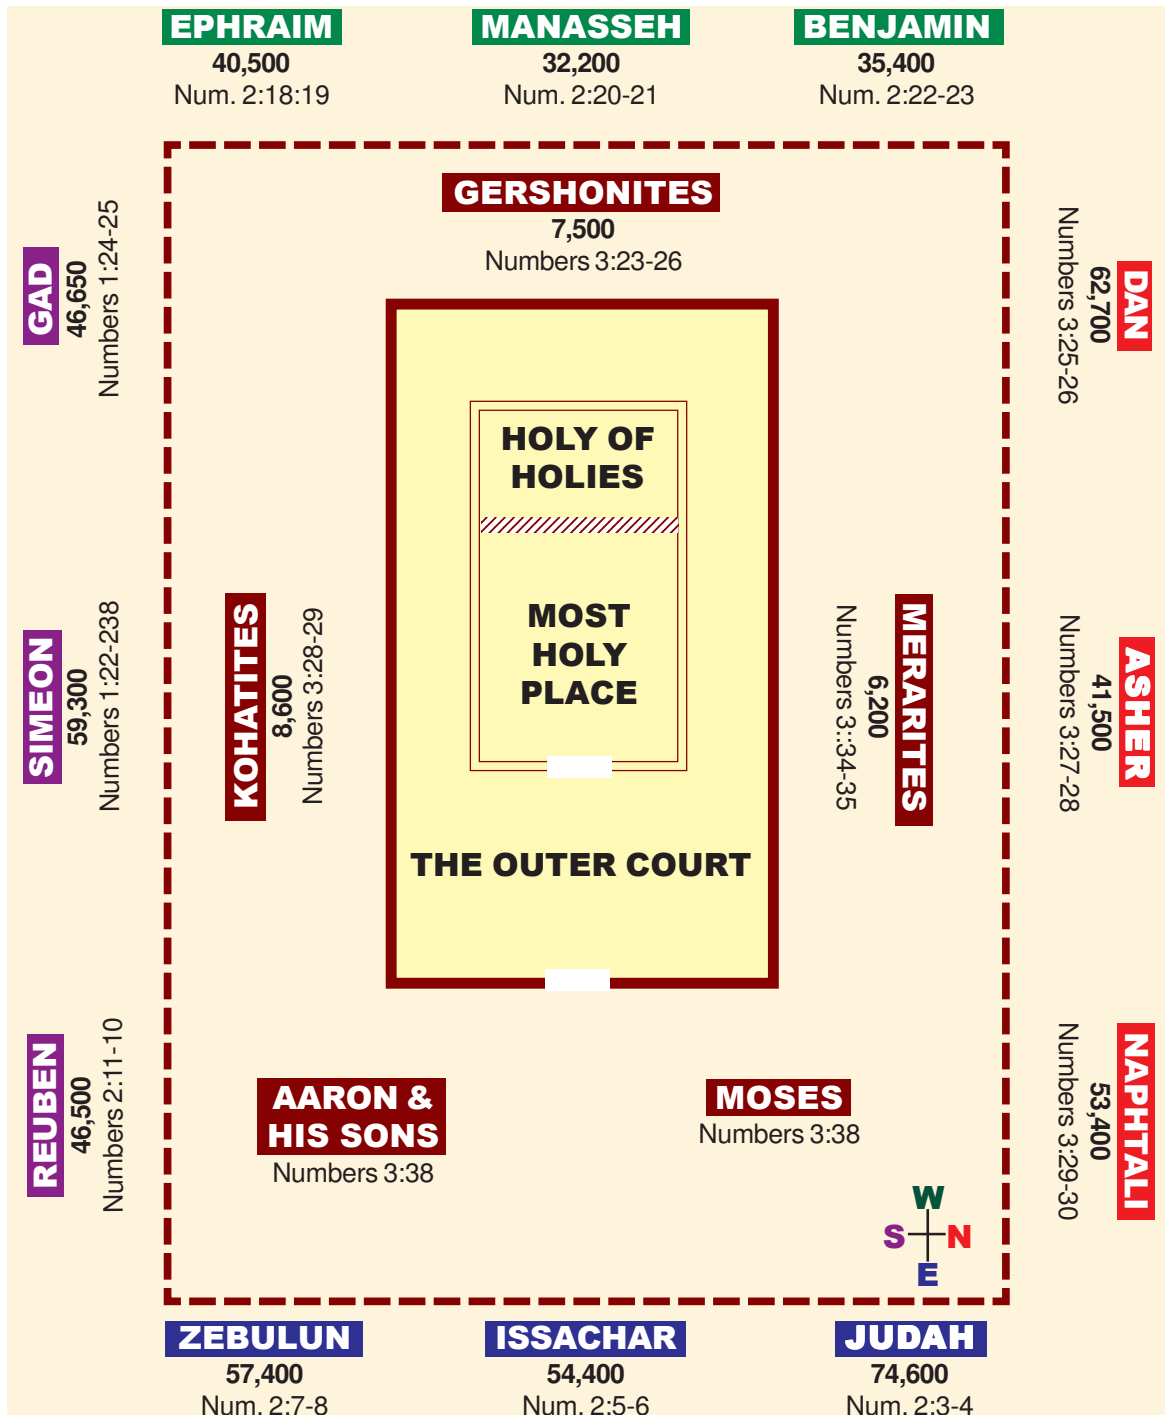 EPHRAIM
40,500
Num. 2:18:19
MANASSEH
32,200
Num. 2:20-21
BENJAMIN
35,400
Num. 2:22-23
GERSHONITES
7,500
Numbers 3:23-26
GAD
46,650
Numbers 1:24-25
DAN
62,700
Numbers 3:25-26
HOLY OF
HOLIES
MOST
HOLY
PLACE
SIMEON
59,300
Numbers 1:22-238
KOHATITES
8,600
Numbers 3:28-29
MERARITES
6,200
Numbers 3::34-35
ASHER
41,500
Numbers 3:27-28
THE OUTER COURT
REUBEN
46,500
Numbers 2:11-10
AARON &
HIS SONS
Numbers 3:38
MOSES
Numbers 3:38
NAPHTALI
53,400
Numbers 3:29-30
W
S N
E
ZEBULUN
57,400
Num. 2:7-8
ISSACHAR
54,400
Num. 2:5-6
JUDAH
74,600
Num. 2:3-4